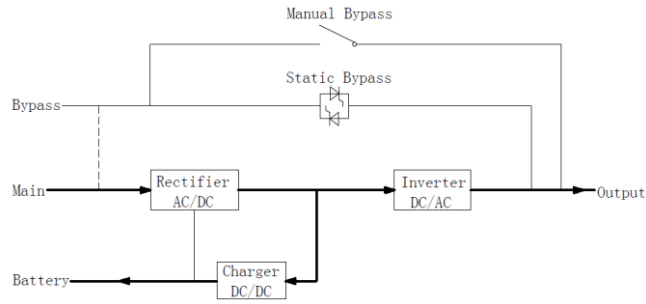 Manual Bypass
Static Bypass
Bypass
Main
Rectifier
AC/DC
Inverter
DC/AC
Output
Battery
Charger
DC/DC